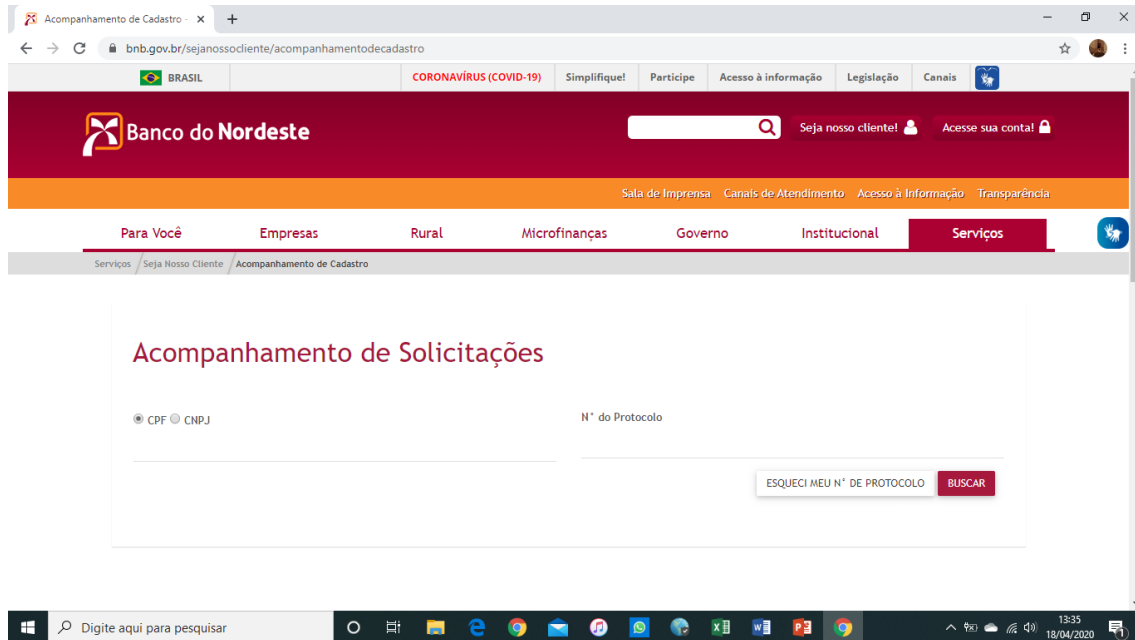 Acompanhamento de Cadastro -
bnb.gov.br/sejanossocliente/acompanhamentodecadastro
BRASIL CORONAVÍRUS (COVID-19) Simplifique! Participe Acesso à informação Legislação Canais
Banco do Nordeste Seja nosso cliente! Acesse sua conta!
Sala de Imprensa Canais de Atendimento Acesso à Informação Transparência
Para Você Empresas Rural Microfinanças Governo Institucional Serviços
Serviços / Seja Nosso Cliente / Acompanhamento de Cadastro
Acompanhamento de Solicitações
CPF CNPJ N° do Protocolo
ESQUECI MEU N° DE PROTOCOLO BUSCAR
Digite aqui para pesquisar 13:35
18/04/2020